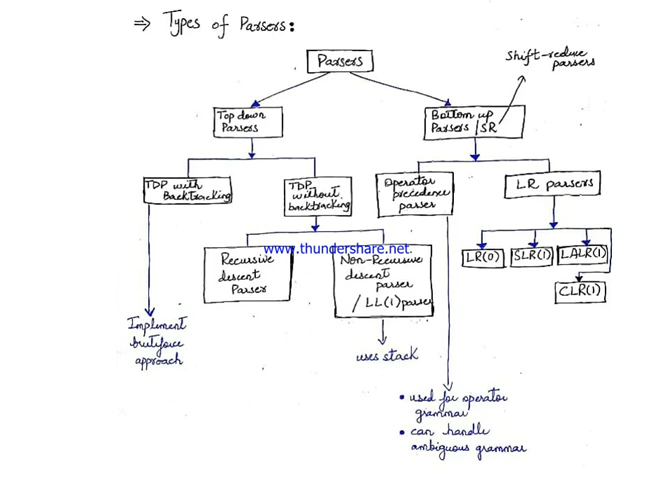 ⇒ Types of Parsers:
Parsers
Shift-reduce
parsers
Top down
Parsers
Bottom up
Parsers /SR
TDP with
Backtracking
TDP
without
backtracking
Operator
precedence
parser
LR parsers
www.thundershare.net
Recursive
descent
Parser
Non-Recursive
descent
parser
/ LL(1) parser
LR(0)
SLR(1)
LALR(1)
CLR(1)
Implement
bruteforce
approach
uses stack
• used for operator
grammar
• can handle
ambiguous grammar